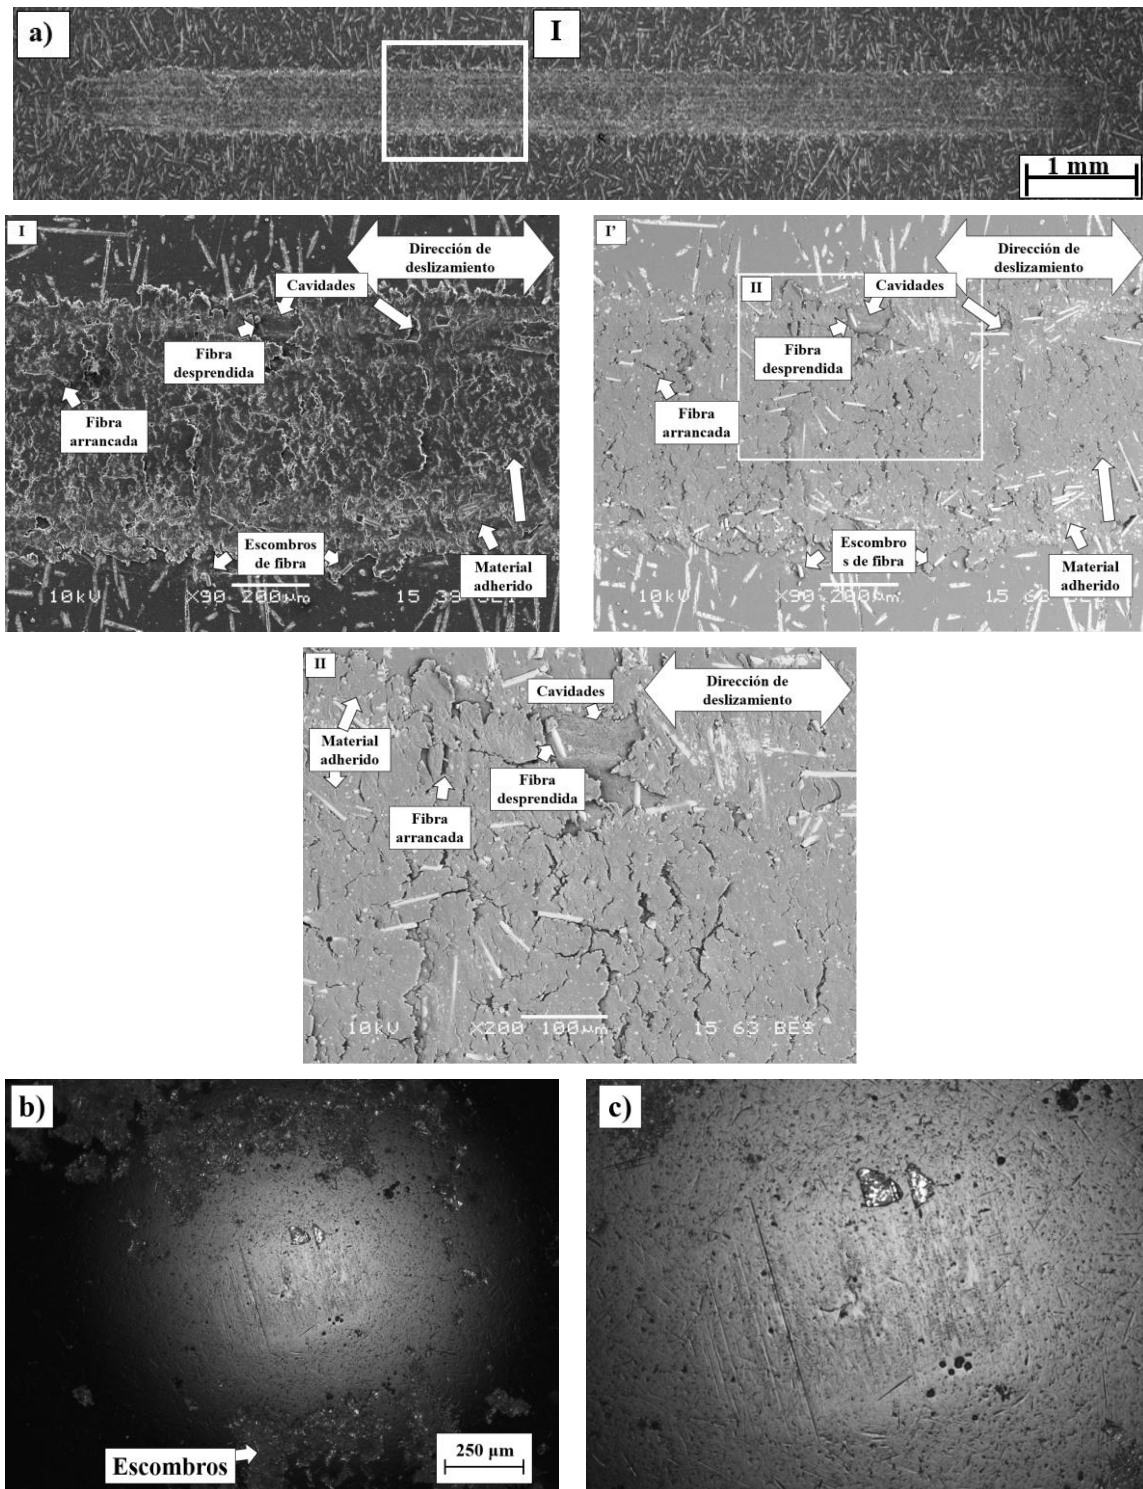 a)
I
1 mm
I
Dirección de
deslizamiento
Cavidades
Fibra
desprendida
Fibra
arrancada
Escombros
de fibra
Material
adherido
10kV X90 200μm
I’
Dirección de
deslizamiento
II
Cavidades
Fibra
desprendida
Fibra
arrancada
Escombro
s de fibra
Material
adherido
10kV X90 200μm
II
Dirección de
deslizamiento
Cavidades
Material
adherido
Fibra
desprendida
Fibra
arrancada
10kV X200 100μm 15 63 BES
b)
Escombros
250 μm
c)